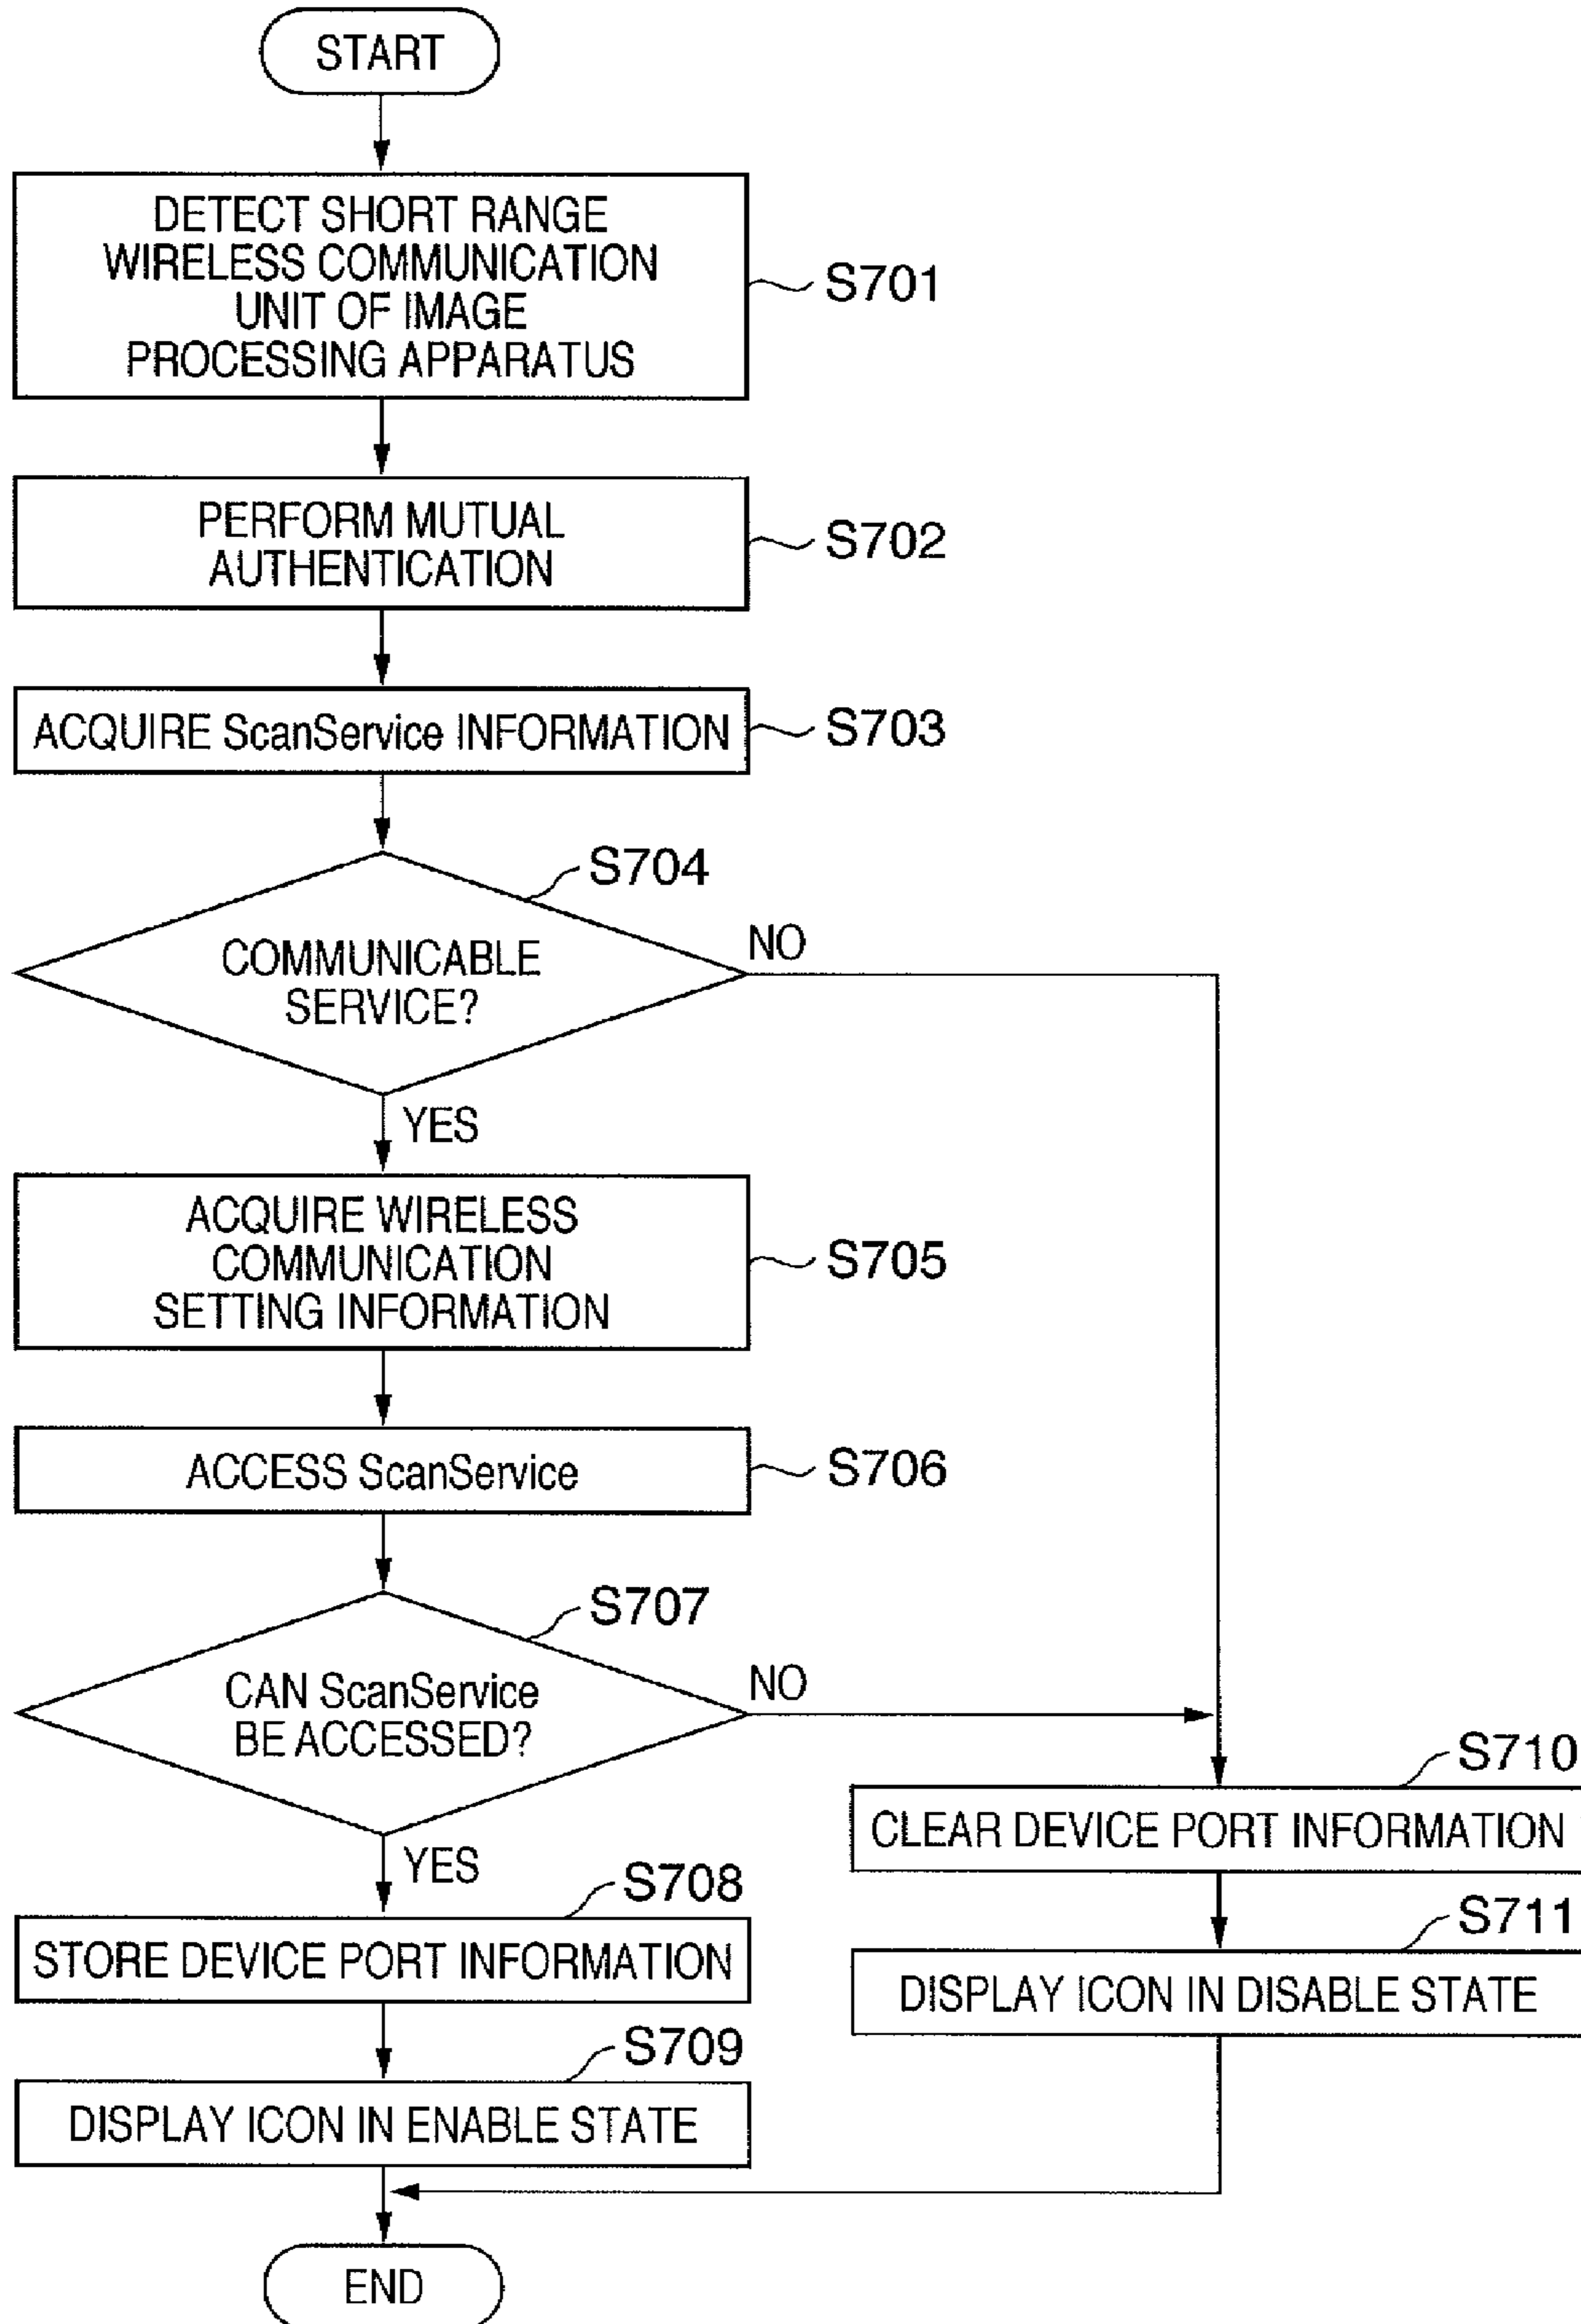 START
DETECT SHORT RANGE
WIRELESS COMMUNICATION
UNIT OF IMAGE
PROCESSING APPARATUS
S701
PERFORM MUTUAL
AUTHENTICATION
S702
ACQUIRE ScanService INFORMATION
S703
S704
COMMUNICABLE
SERVICE?
NO
YES
ACQUIRE WIRELESS
COMMUNICATION
SETTING INFORMATION
S705
ACCESS ScanService
S706
S707
CAN ScanService
BE ACCESSED?
NO
YES
S708
STORE DEVICE PORT INFORMATION
S709
DISPLAY ICON IN ENABLE STATE
S710
CLEAR DEVICE PORT INFORMATION
S711
DISPLAY ICON IN DISABLE STATE
END